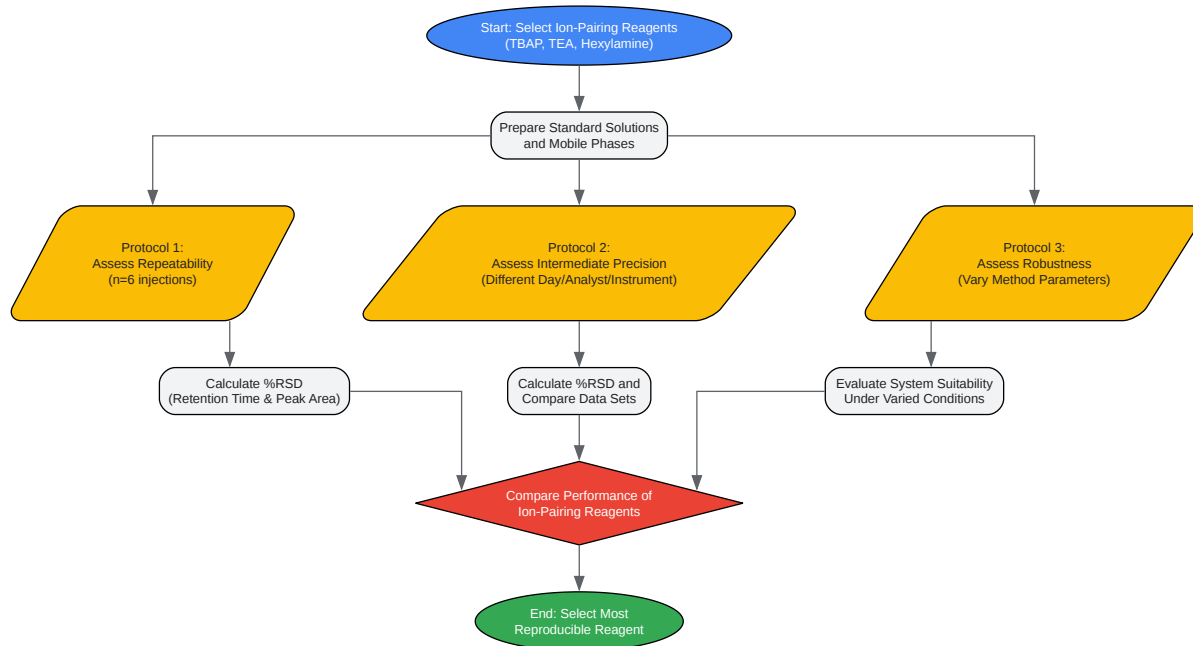 Start: Select Ion-Pairing Reagents
(TBAP, TEA, Hexylamine)
Prepare Standard Solutions
and Mobile Phases
Protocol 1:
Assess Repeatability
(n=6 injections)
Protocol 2:
Assess Intermediate Precision
(Different Day/Analyst/Instrument)
Protocol 3:
Assess Robustness
(Vary Method Parameters)
Calculate %RSD
(Retention Time & Peak Area)
Calculate %RSD and
Compare Data Sets
Evaluate System Suitability
Under Varied Conditions
Compare Performance of
Ion-Pairing Reagents
End: Select Most
Reproducible Reagent